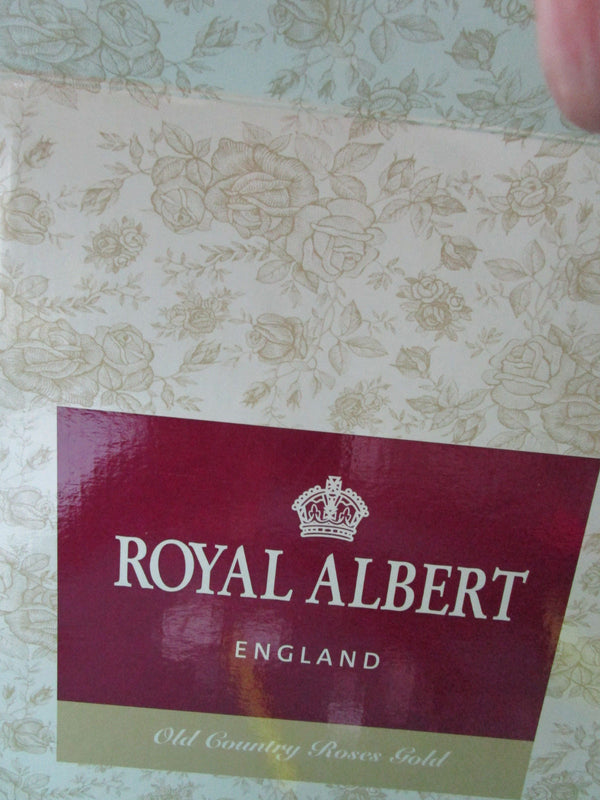 ROYAL ALBERT
ENGLAND
Old Country Roses Gold